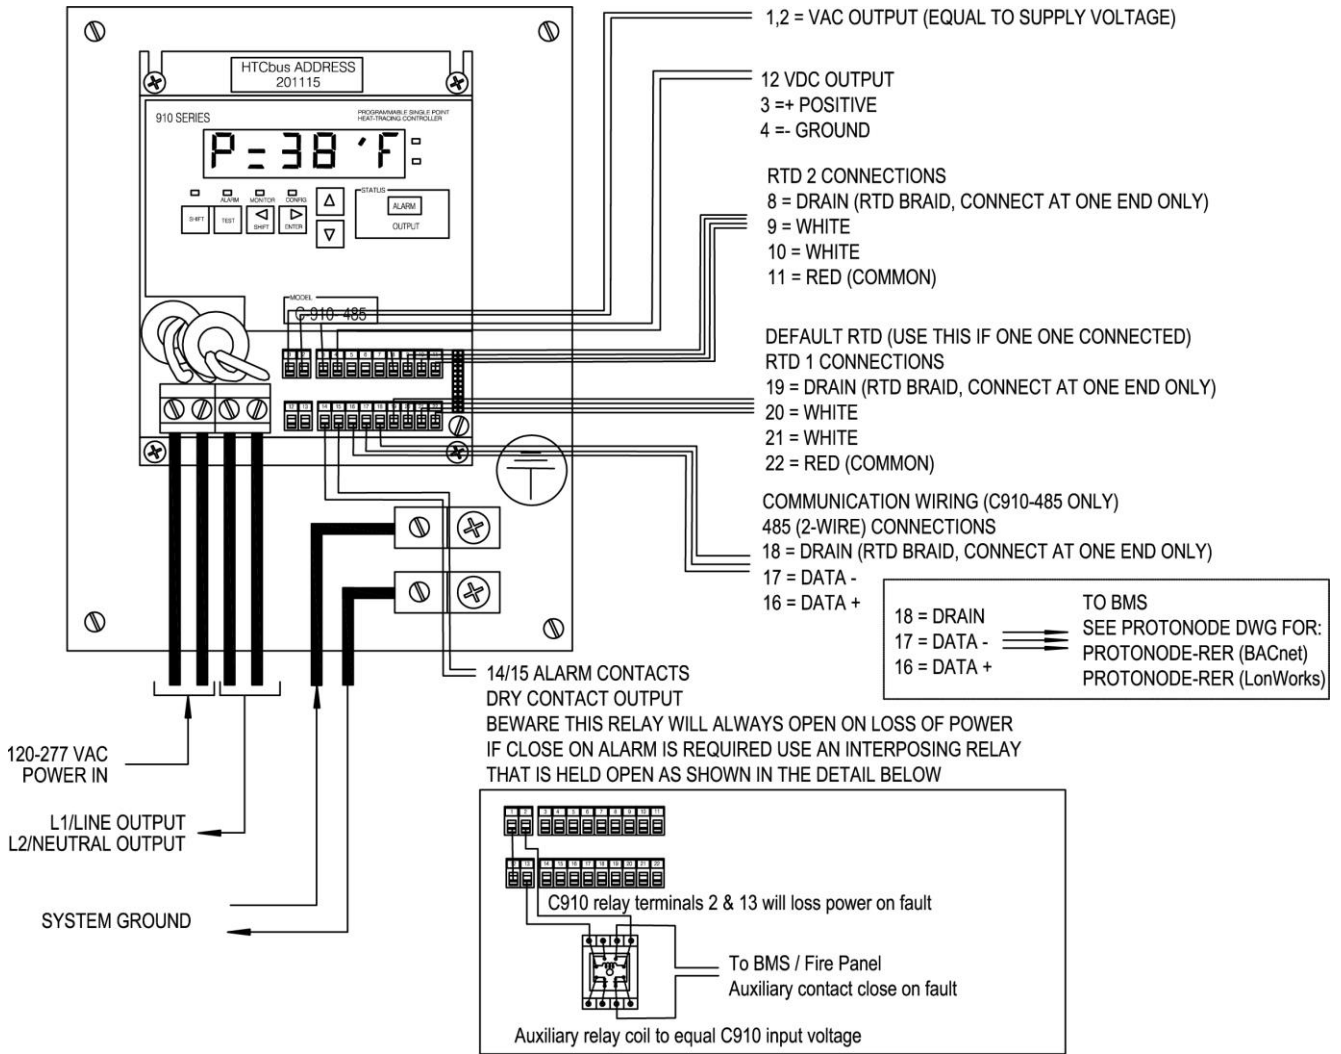 HTCbus ADDRESS
201115
910 SERIES
PROGRAMMABLE SINGLE POINT
HEAT-TRACING CONTROLLER
P=38 'F
ALARM MONITOR CONFIG
SHIFT TEST SHIFT ENTER
STATUS
ALARM
OUTPUT
MODEL
C-910- 485
1,2 = VAC OUTPUT (EQUAL TO SUPPLY VOLTAGE)
12 VDC OUTPUT
3 =+ POSITIVE
4 =- GROUND
RTD 2 CONNECTIONS
8 = DRAIN (RTD BRAID, CONNECT AT ONE END ONLY)
9 = WHITE
10 = WHITE
11 = RED (COMMON)
DEFAULT RTD (USE THIS IF ONE ONE CONNECTED)
RTD 1 CONNECTIONS
19 = DRAIN (RTD BRAID, CONNECT AT ONE END ONLY)
20 = WHITE
21 = WHITE
22 = RED (COMMON)
COMMUNICATION WIRING (C910-485 ONLY)
485 (2-WIRE) CONNECTIONS
18 = DRAIN (RTD BRAID, CONNECT AT ONE END ONLY)
17 = DATA -
16 = DATA +
18 = DRAIN
17 = DATA -
16 = DATA +
TO BMS
SEE PROTONODE DWG FOR:
PROTONODE-RER (BACnet)
PROTONODE-RER (LonWorks)
14/15 ALARM CONTACTS
DRY CONTACT OUTPUT
BEWARE THIS RELAY WILL ALWAYS OPEN ON LOSS OF POWER
IF CLOSE ON ALARM IS REQUIRED USE AN INTERPOSING RELAY
THAT IS HELD OPEN AS SHOWN IN THE DETAIL BELOW
120-277 VAC
POWER IN
L1/LINE OUTPUT
L2/NEUTRAL OUTPUT
SYSTEM GROUND
C910 relay terminals 2 & 13 will loss power on fault
To BMS / Fire Panel
Auxiliary contact close on fault
Auxiliary relay coil to equal C910 input voltage